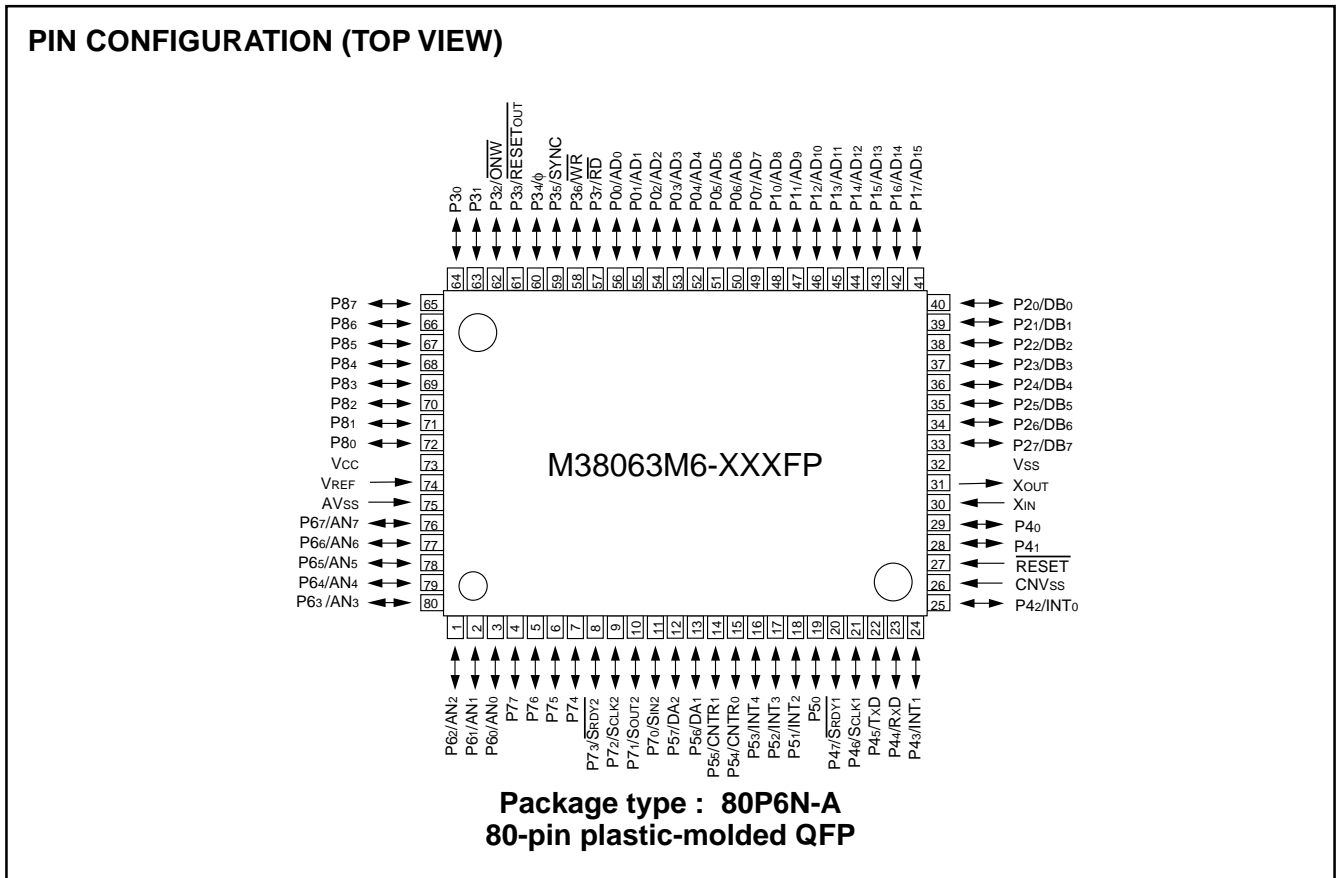 PIN CONFIGURATION (TOP VIEW)
P30
P31
P32/ONW
P33/RESETOUT
P34/φ
P35/SYNC
P36/WR
P37/RD
P00/AD0
P01/AD1
P02/AD2
P03/AD3
P04/AD4
P05/AD5
P06/AD6
P07/AD7
P10/AD8
P11/AD9
P12/AD10
P13/AD11
P14/AD12
P15/AD13
P16/AD14
P17/AD15
64 63 62 61 60 59 58 57 56 55 54 53 52 51 50 49 48 47 46 45 44 43 42 41
P87 65
P86 66
P85 67
P84 68
P83 69
P82 70
P81 71
P80 72
VCC 73
VREF 74
AVSS 75
P67/AN7 76
P66/AN6 77
P65/AN5 78
P64/AN4 79
P63 /AN3 80
M38063M6-XXXFP
40 P20/DB0
39 P21/DB1
38 P22/DB2
37 P23/DB3
36 P24/DB4
35 P25/DB5
34 P26/DB6
33 P27/DB7
32 VSS
31 XOUT
30 XIN
29 P40
28 P41
27 RESET
26 CNVSS
25 P42/INT0
1 2 3 4 5 6 7 8 9 10 11 12 13 14 15 16 17 18 19 20 21 22 23 24
P62/AN2
P61/AN1
P60/AN0
P77
P76
P75
P74
P73/SRDY2
P72/SCLK2
P71/SOUT2
P70/SIN2
P57/DA2
P56/DA1
P55/CNTR1
P54/CNTR0
P53/INT4
P52/INT3
P51/INT2
P50
P47/SRDY1
P46/SCLK1
P45/TXD
P44/RXD
P43/INT1
Package type : 80P6N-A
80-pin plastic-molded QFP